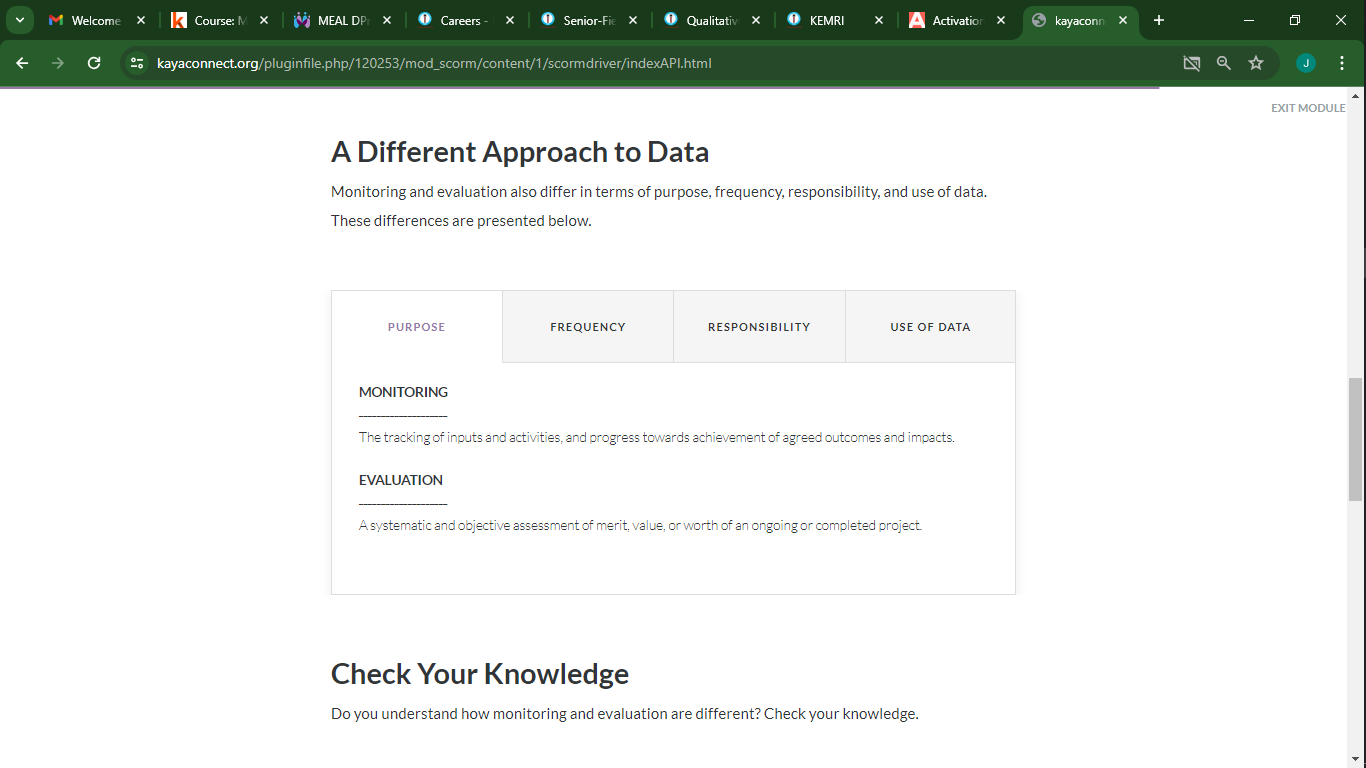 Welcome
Course: M
MEAL DPr
Careers -
Senior-Fie
Qualitativ
KEMRI
Activation
kayaconn
kayaconnect.org/pluginfile.php/120253/mod_scorm/content/1/scormdriver/indexAPI.html
J
EXIT MODULE
A Different Approach to Data
Monitoring and evaluation also differ in terms of purpose, frequency, responsibility, and use of data.
These differences are presented below.
PURPOSE
FREQUENCY
RESPONSIBILITY
USE OF DATA
MONITORING
____________________
The tracking of inputs and activities, and progress towards achievement of agreed outcomes and impacts.
EVALUATION
____________________
A systematic and objective assessment of merit, value, or worth of an ongoing or completed project.
Check Your Knowledge
Do you understand how monitoring and evaluation are different? Check your knowledge.